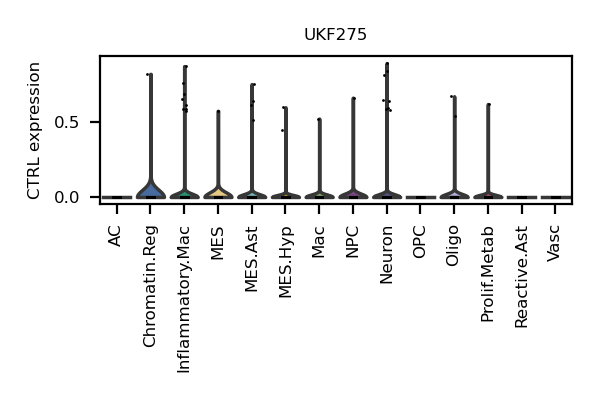 UKF275
CTRL expression
0.5
0.0
AC
Chromatin.Reg
Inflammatory.Mac
MES
MES.Ast
MES.Hyp
Mac
NPC
Neuron
OPC
Oligo
Prolif.Metab
Reactive.Ast
Vasc